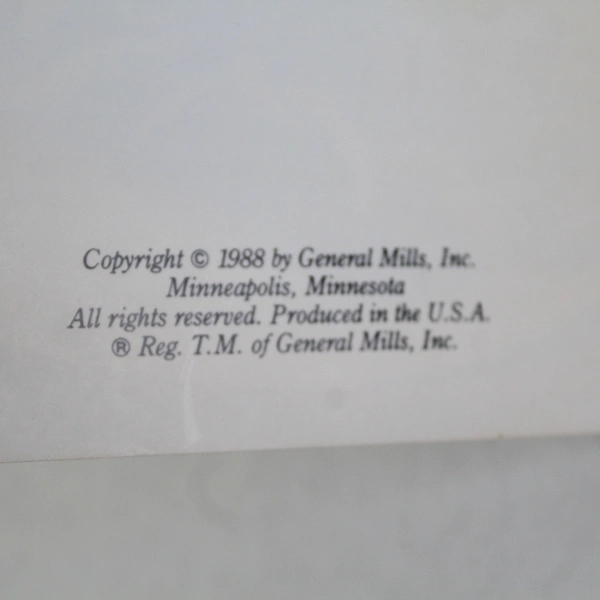 Copyright © 1988 by General Mills, Inc.
Minneapolis, Minnesota
All rights reserved. Produced in the U.S.A.
® Reg. T.M. of General Mills, Inc.